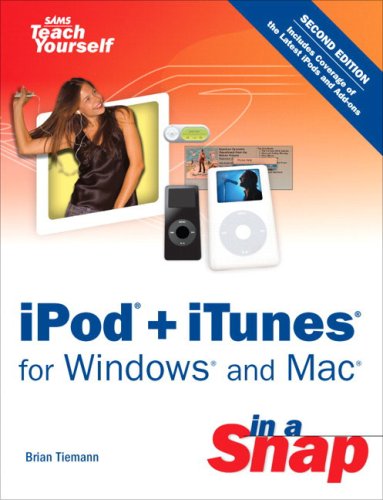 SAMS
Teach
Yourself
SECOND EDITION
Includes Coverage of
the Latest iPods and Add-ons
iPod® + iTunes®
for Windows® and Mac®
in a
Snap
Brian Tiemann